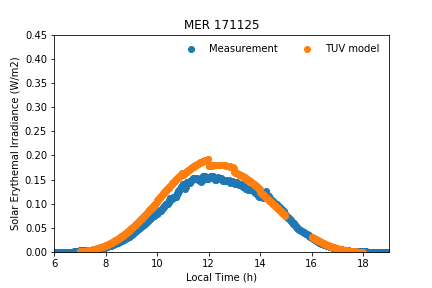 MER 171125
Measurement
TUV model
Solar Erythemal Irradiance (W/m2)
0.45
0.40
0.35
0.30
0.25
0.20
0.15
0.10
0.05
0.00
6 8 10 12 14 16 18
Local Time (h)